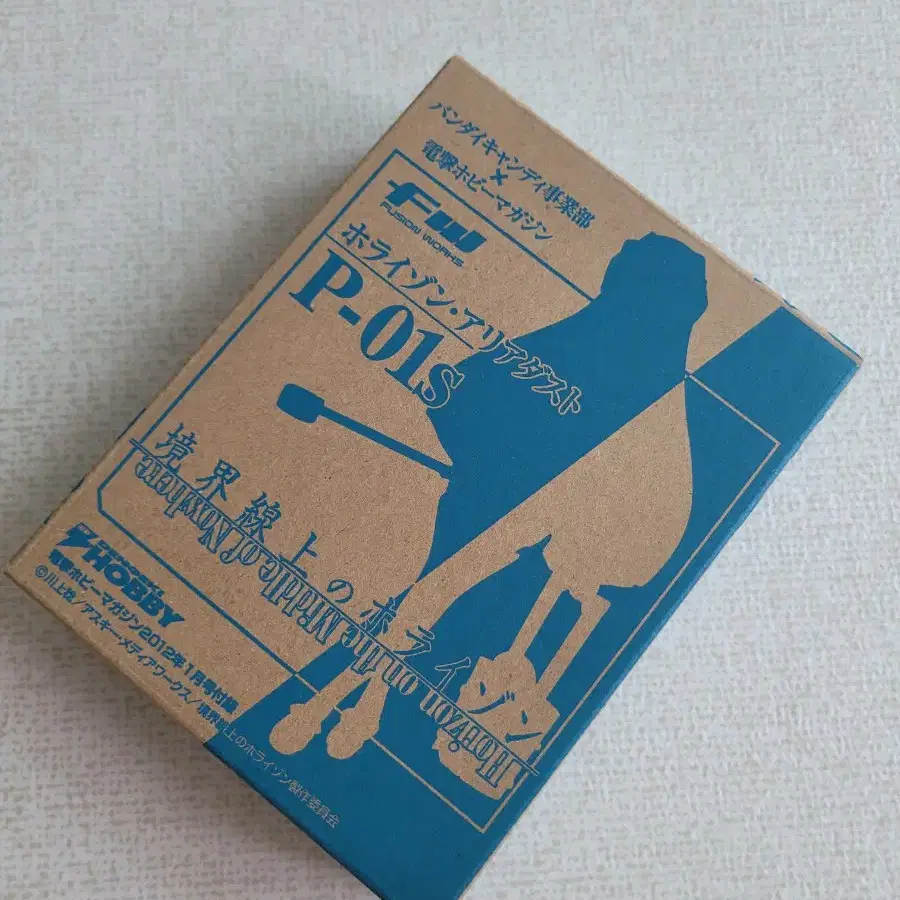 バンダイキャンディ事業部
×
電撃ホビーマガジン
FW
FUSION WORKS
ホライゾン・アリアダスト
P-01s
境界線上のホライゾン
Horizon on the Middle of Nowhere
HOBBY
電撃ホビーマガジン2012年1月号付録
©川上稔/アスキー・メディアワークス/境界線上のホライゾン製作委員会